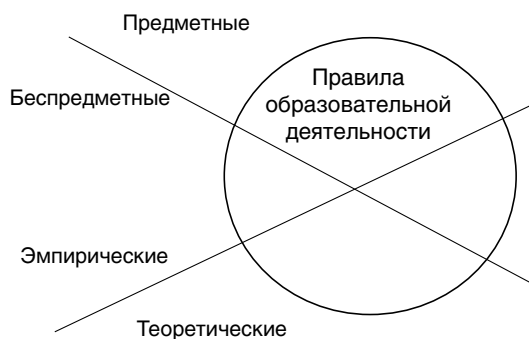 Предметные
Беспредметные
Правила
образовательной
деятельности
Эмпирические
Теоретические